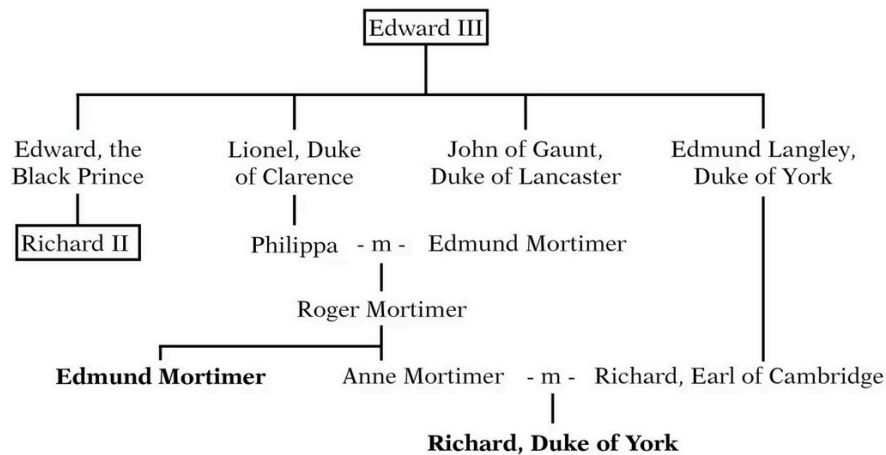 Edward III
Edward, the
Black Prince
Lionel, Duke
of Clarence
John of Gaunt,
Duke of Lancaster
Edmund Langley,
Duke of York
Richard II
Philippa - m - Edmund Mortimer
Roger Mortimer
Edmund Mortimer
Anne Mortimer - m - Richard, Earl of Cambridge
Richard, Duke of York